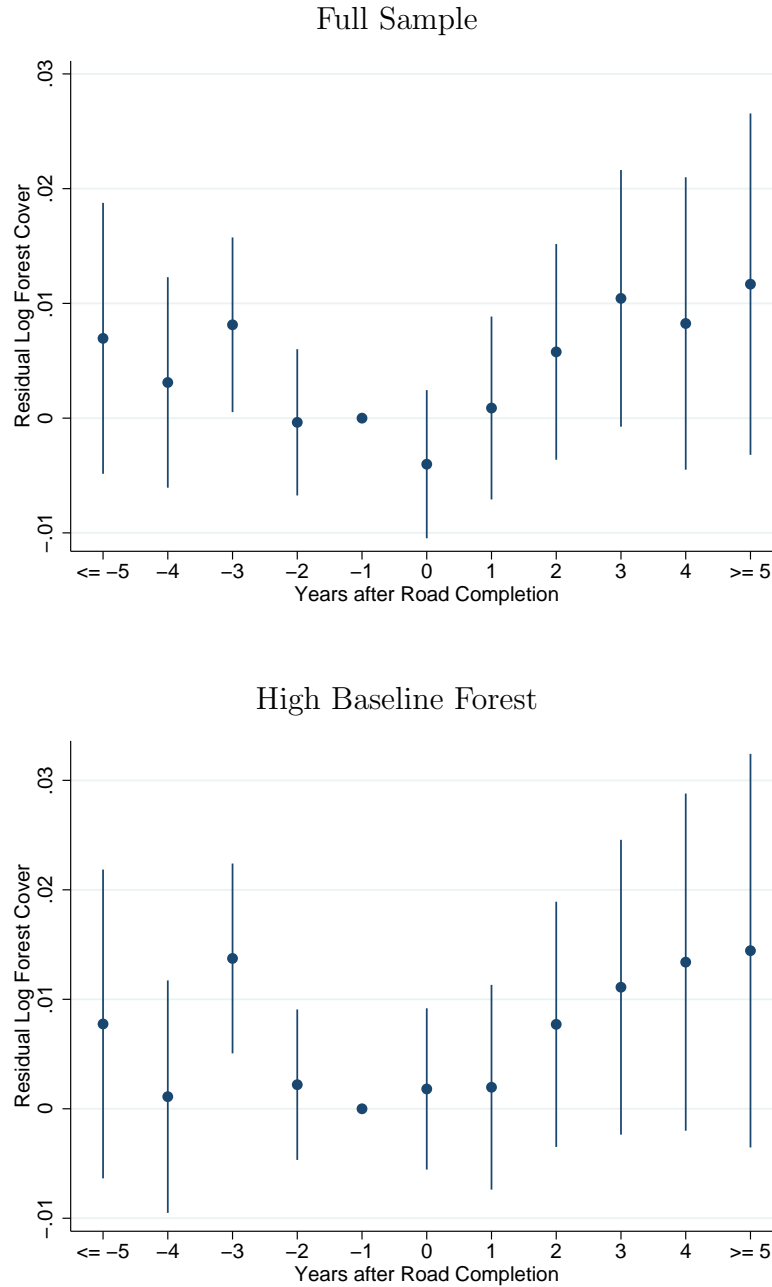 Full Sample
Residual Log Forest Cover
.03
.02
.01
0
−.01
<= −5 −4 −3 −2 −1 0 1 2 3 4 >= 5
Years after Road Completion
High Baseline Forest
Residual Log Forest Cover
.03
.02
.01
0
−.01
<= −5 −4 −3 −2 −1 0 1 2 3 4 >= 5
Years after Road Completion